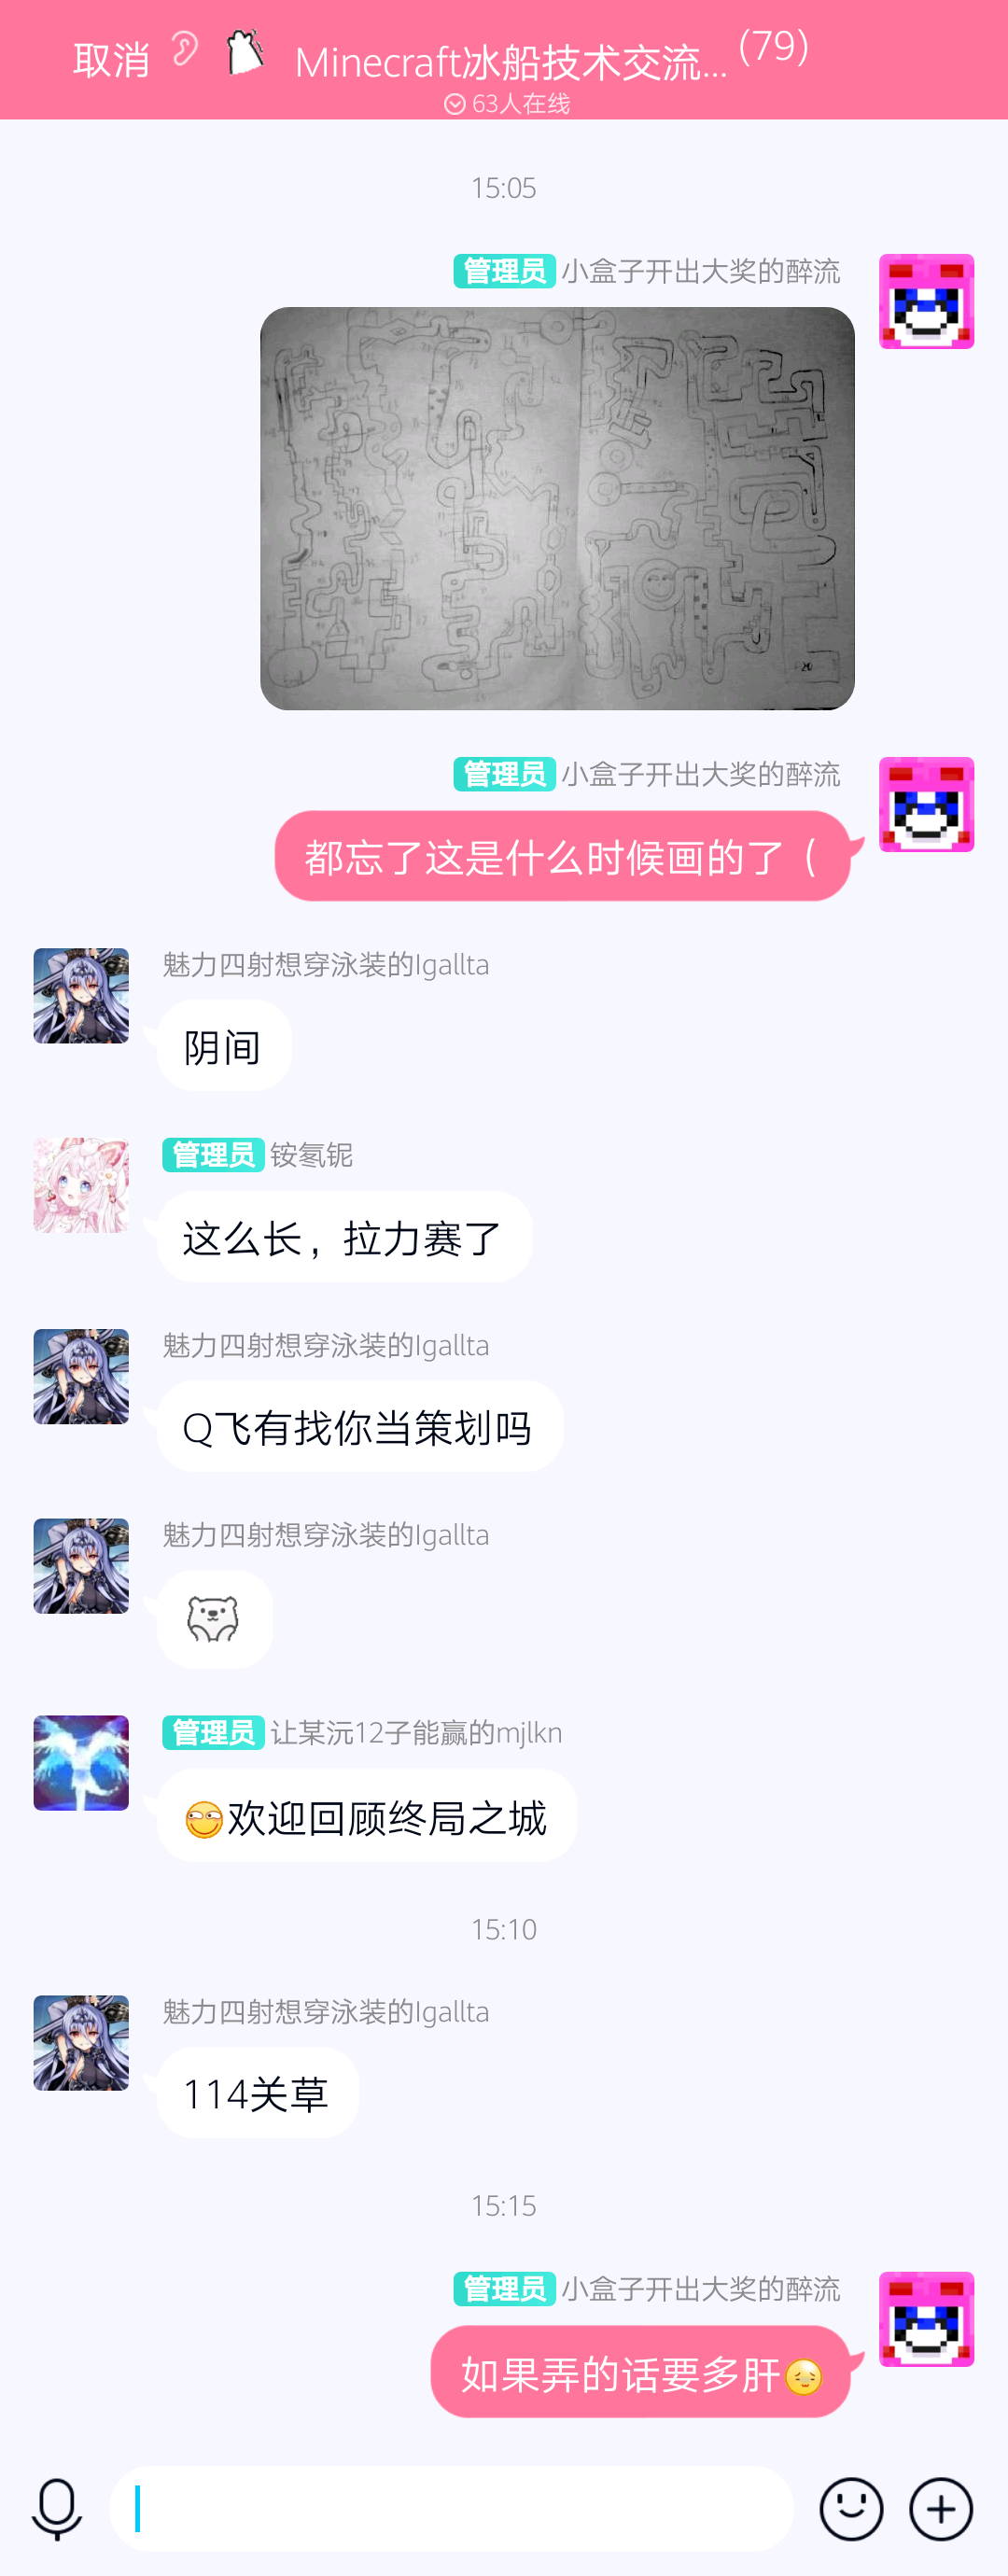 取消
Minecraft冰船技术交流... (79)
63人在线
15:05
管理员 小盒子开出大奖的醉流
20
管理员 小盒子开出大奖的醉流
都忘了这是什么时候画的了（
魅力四射想穿泳装的Igallta
阴间
管理员 铵氡铌
这么长，拉力赛了
魅力四射想穿泳装的Igallta
Q飞有找你当策划吗
魅力四射想穿泳装的Igallta
管理员 让某沅12子能赢的mjlkn
欢迎回顾终局之城
15:10
魅力四射想穿泳装的Igallta
114关草
15:15
管理员 小盒子开出大奖的醉流
如果弄的话要多肝